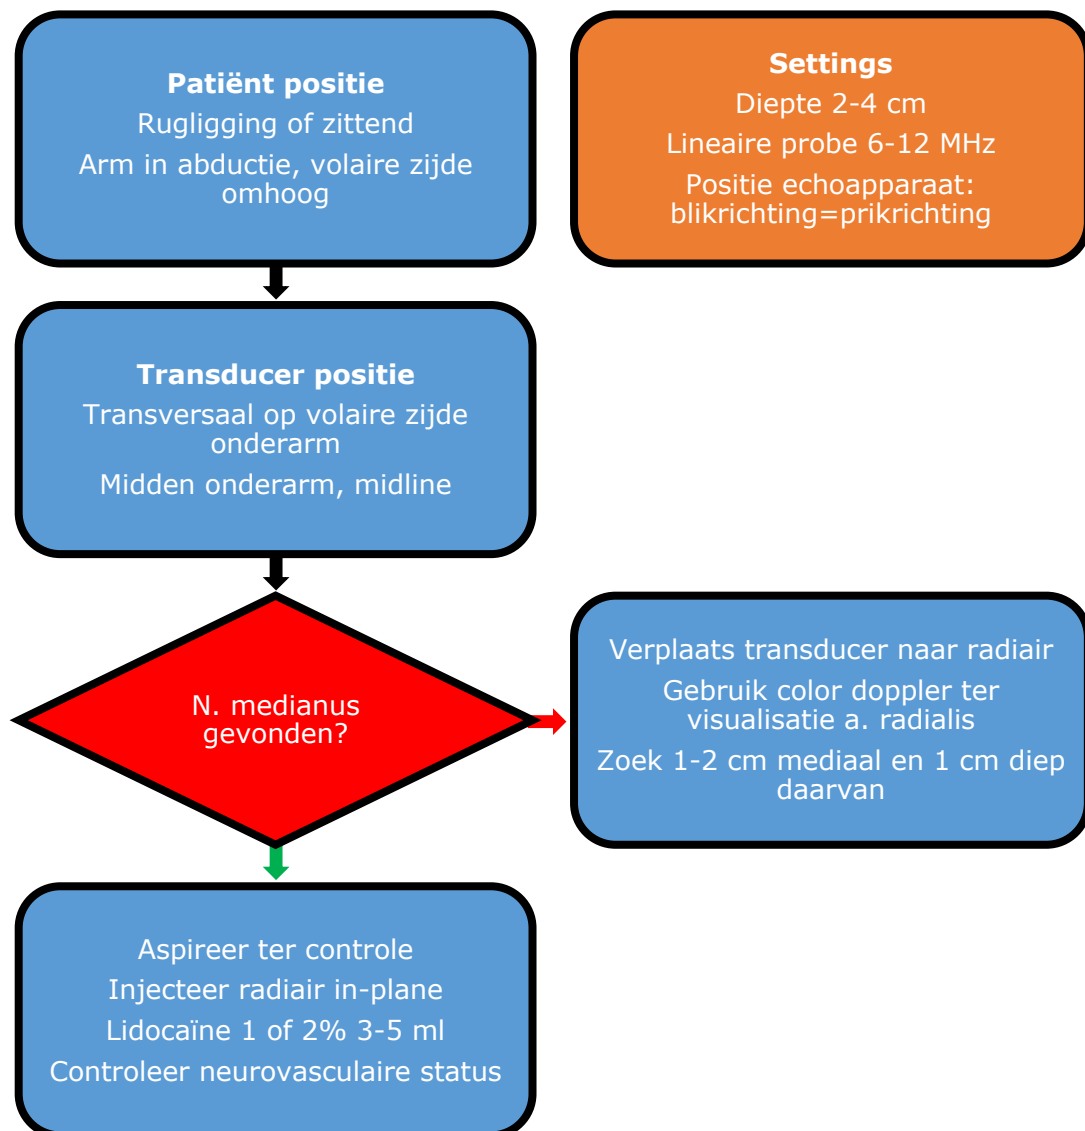 Patiënt positie
Rugligging of zittend
Arm in abductie, volaire zijde
omhoog
Settings
Diepte 2-4 cm
Lineaire probe 6-12 MHz
Positie echoapparaat:
blikrichting=prikrichting
Transducer positie
Transversaal op volaire zijde
onderarm
Midden onderarm, midline
N. medianus
gevonden?
Verplaats transducer naar radiair
Gebruik color doppler ter
visualisatie a. radialis
Zoek 1-2 cm mediaal en 1 cm diep
daarvan
Aspireer ter controle
Injecteer radiair in-plane
Lidocaïne 1 of 2% 3-5 ml
Controleer neurovasculaire status